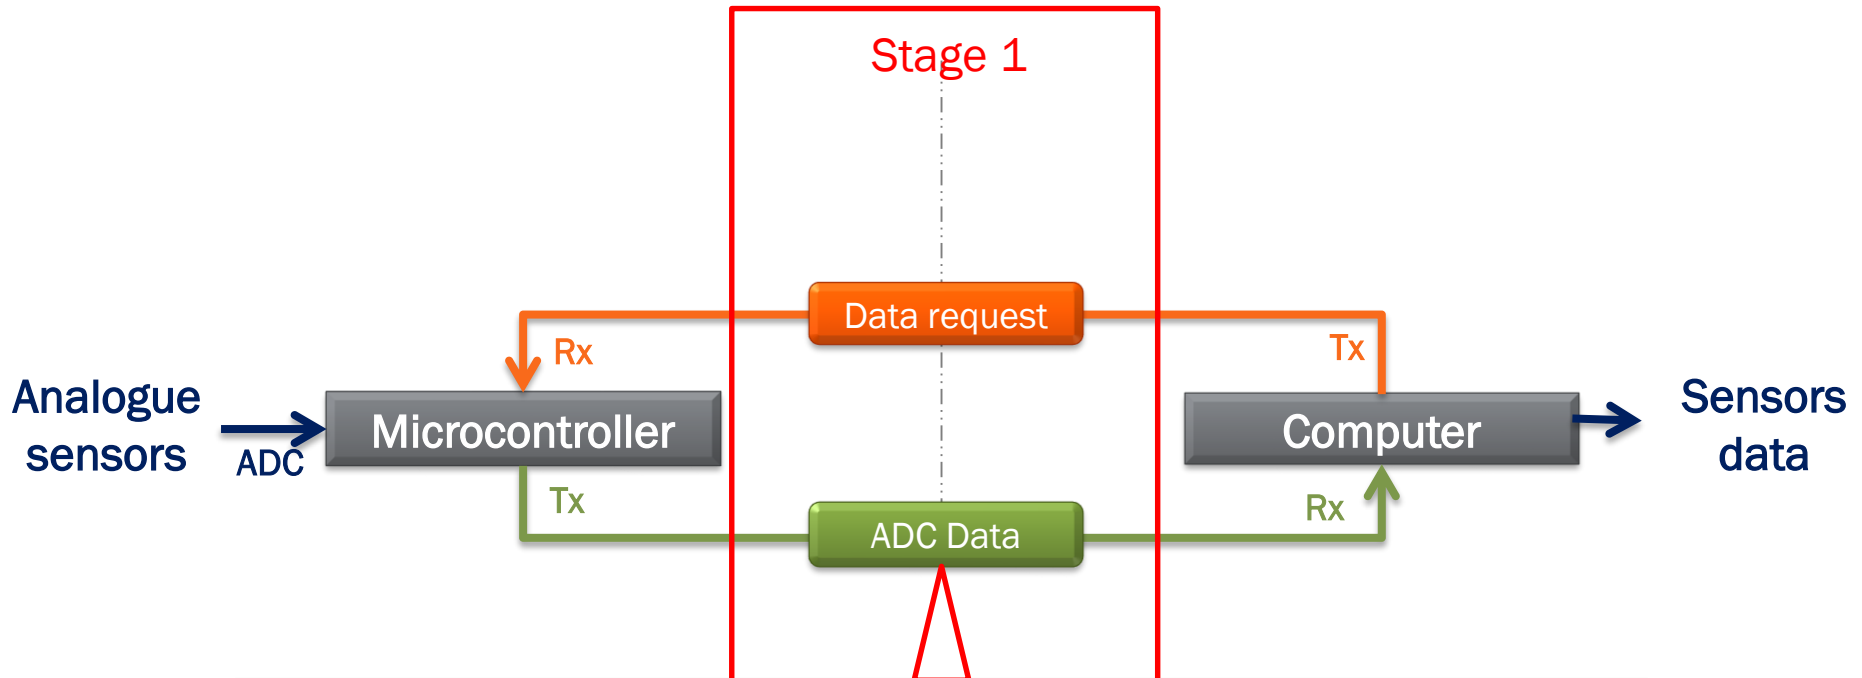 Stage 1
Data request
Rx
Tx
Analogue
sensors
ADC
Microcontroller
Computer
Sensors
data
Tx
Rx
ADC Data